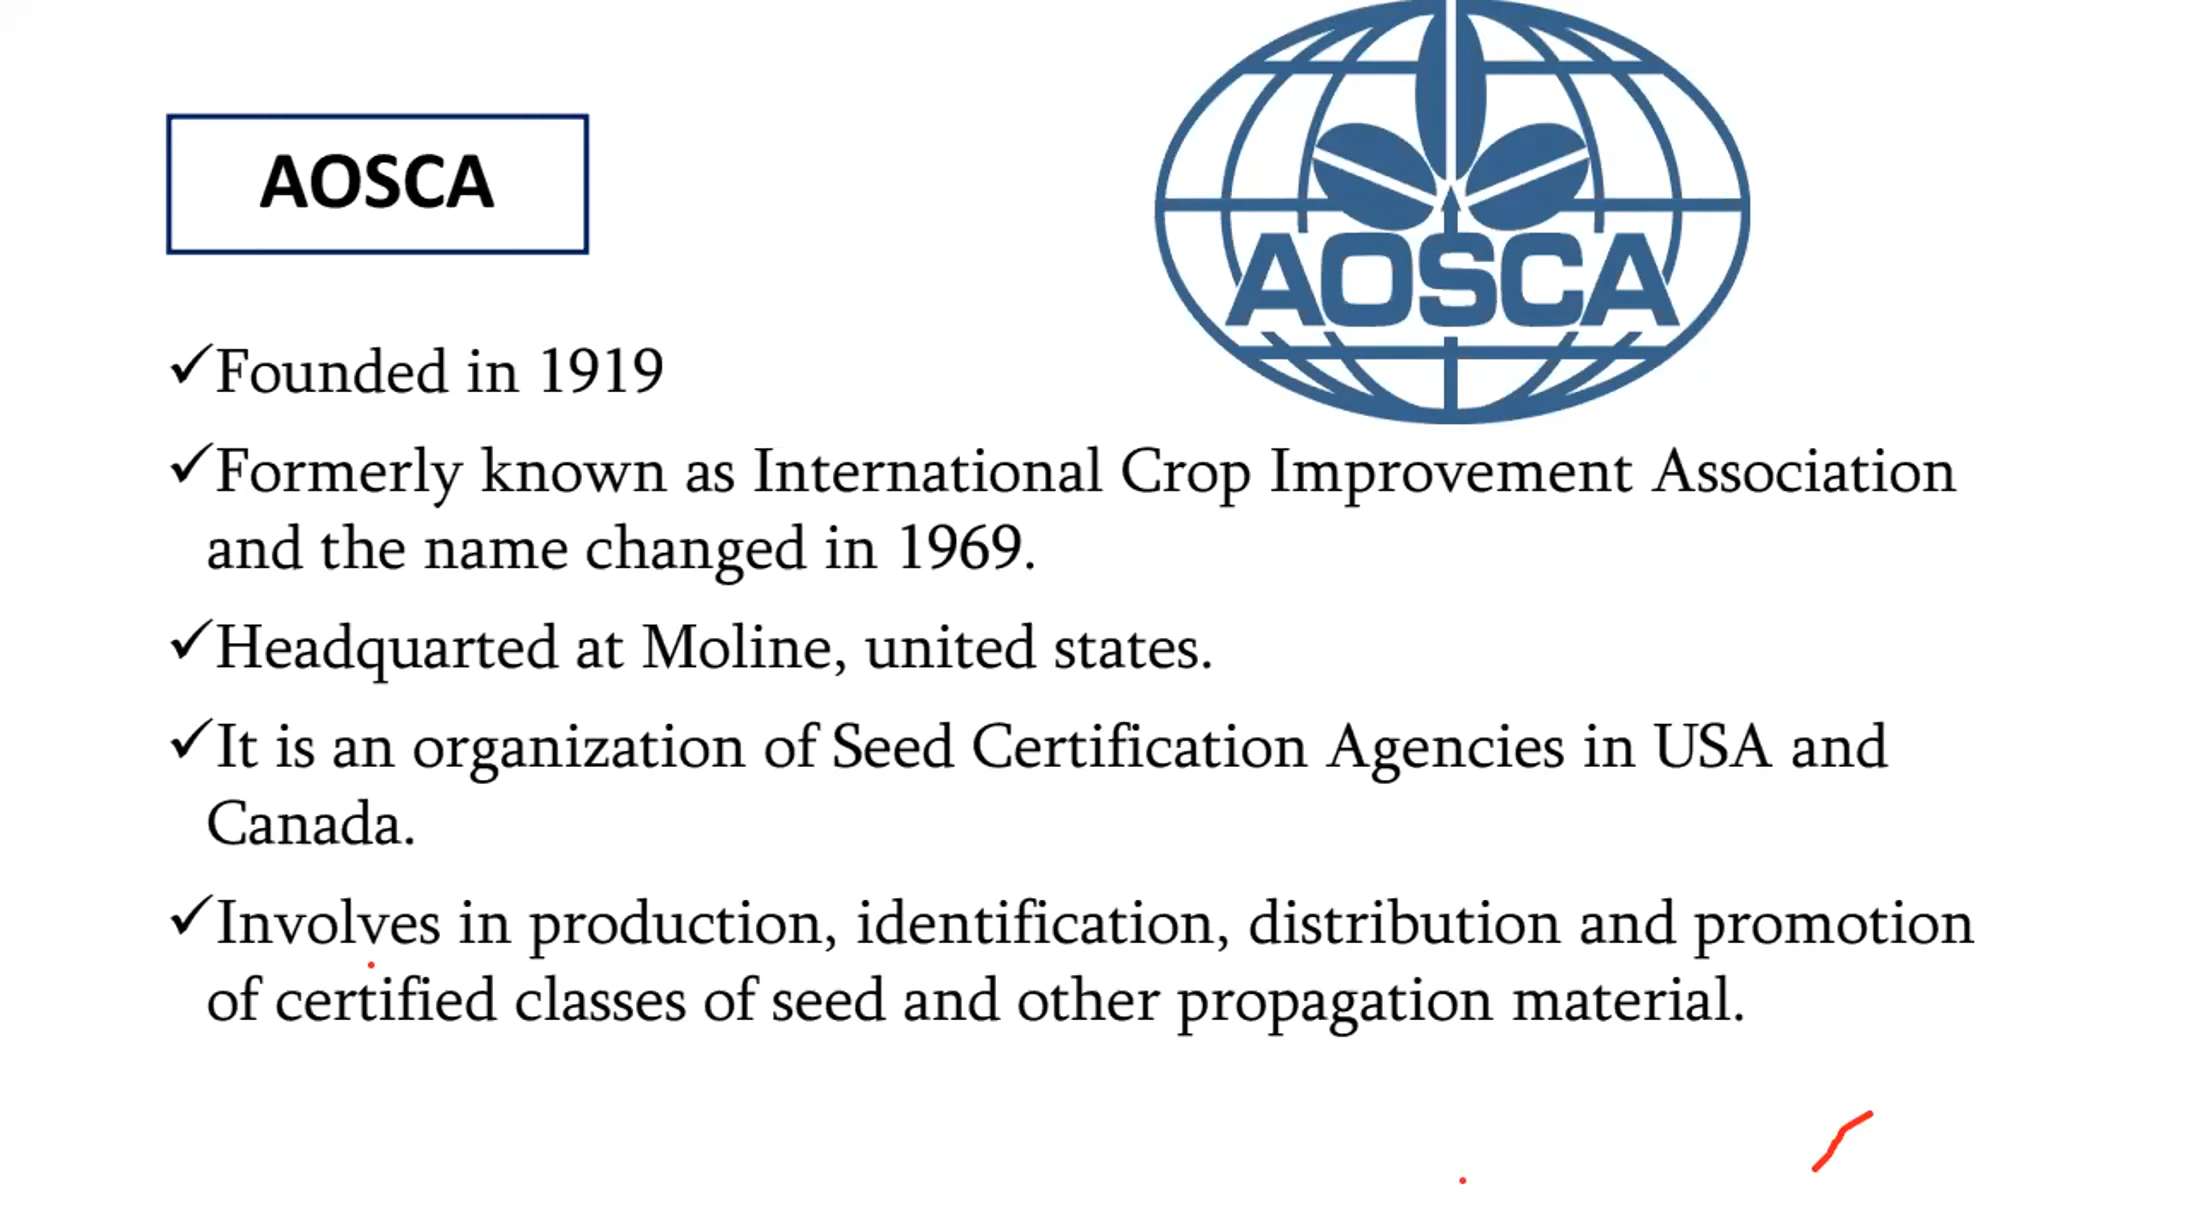 AOSCA
AOSCA
✓Founded in 1919
✓Formerly known as International Crop Improvement Association
and the name changed in 1969.
✓Headquarted at Moline, united states.
✓It is an organization of Seed Certification Agencies in USA and
Canada.
✓Involves in production, identification, distribution and promotion
of certified classes of seed and other propagation material.